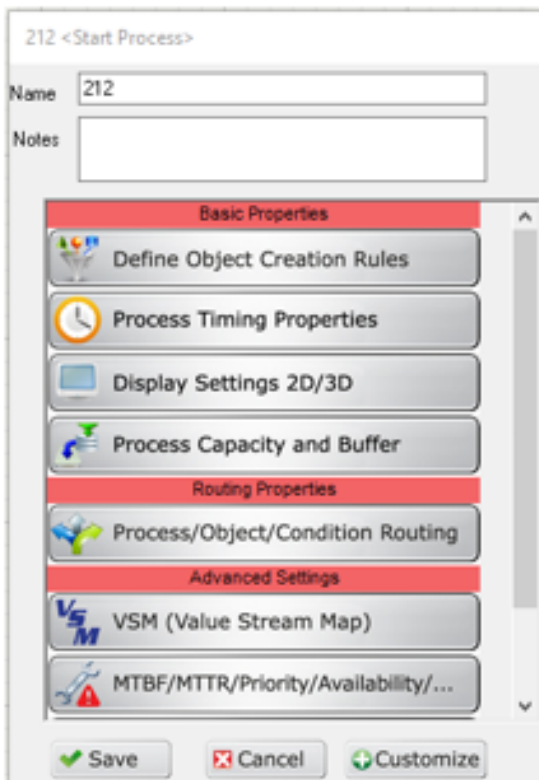 212 <Start Process>
Name 212
Notes
Basic Properties
Define Object Creation Rules
Process Timing Properties
Display Settings 2D/3D
Process Capacity and Buffer
Routing Properties
Process/Object/Condition Routing
Advanced Settings
VSM VSM (Value Stream Map)
MTBF/MTTR/Priority/Availability/...
Save Cancel Customize